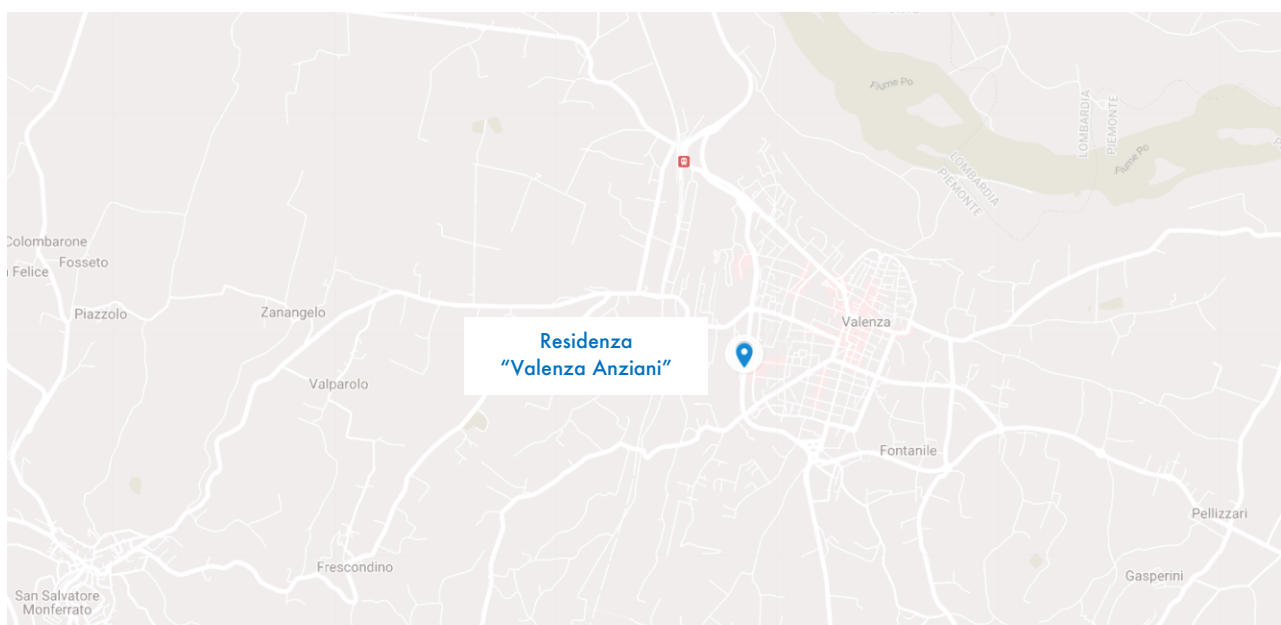 Fiume Po
LOMBARDIA
PIEMONTE
Fiume Po
LOMBARDIA
PIEMONTE
Colombarone
Fosseto
Felice
Piazzolo
Zanangelo
Valenza
Residenza
“Valenza Anziani”
Valparolo
Fontanile
Pellizzari
Frescondino
Gasperini
San Salvatore
Monferrato